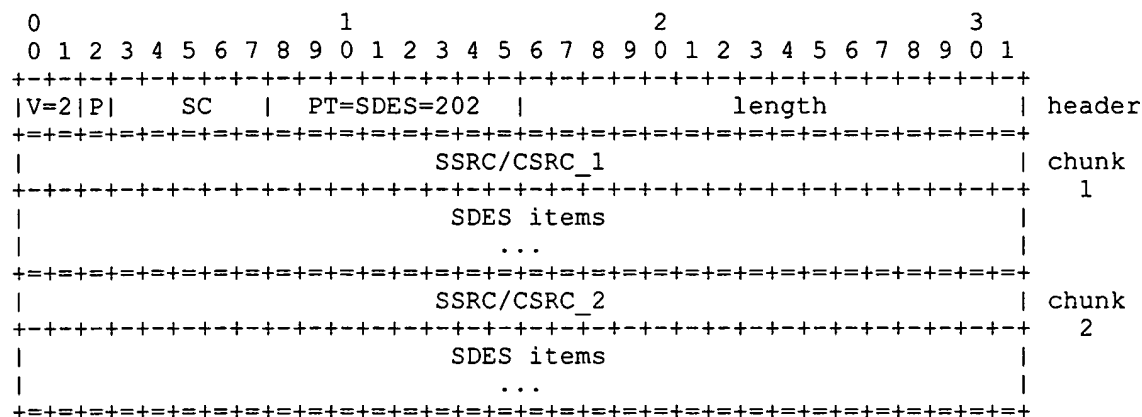 0                   1                   2                   3
 0 1 2 3 4 5 6 7 8 9 0 1 2 3 4 5 6 7 8 9 0 1 2 3 4 5 6 7 8 9 0 1
+-+-+-+-+-+-+-+-+-+-+-+-+-+-+-+-+-+-+-+-+-+-+-+-+-+-+-+-+-+-+-+-+
|V=2|P|    SC   |  PT=SDES=202  |             length            | header
+=+=+=+=+=+=+=+=+=+=+=+=+=+=+=+=+=+=+=+=+=+=+=+=+=+=+=+=+=+=+=+=+
|                          SSRC/CSRC_1                          | chunk
+-+-+-+-+-+-+-+-+-+-+-+-+-+-+-+-+-+-+-+-+-+-+-+-+-+-+-+-+-+-+-+-+   1
|                           SDES items                          |
|                              ...                              |
+=+=+=+=+=+=+=+=+=+=+=+=+=+=+=+=+=+=+=+=+=+=+=+=+=+=+=+=+=+=+=+=+
|                          SSRC/CSRC_2                          | chunk
+-+-+-+-+-+-+-+-+-+-+-+-+-+-+-+-+-+-+-+-+-+-+-+-+-+-+-+-+-+-+-+-+   2
|                           SDES items                          |
|                              ...                              |
+=+=+=+=+=+=+=+=+=+=+=+=+=+=+=+=+=+=+=+=+=+=+=+=+=+=+=+=+=+=+=+=+